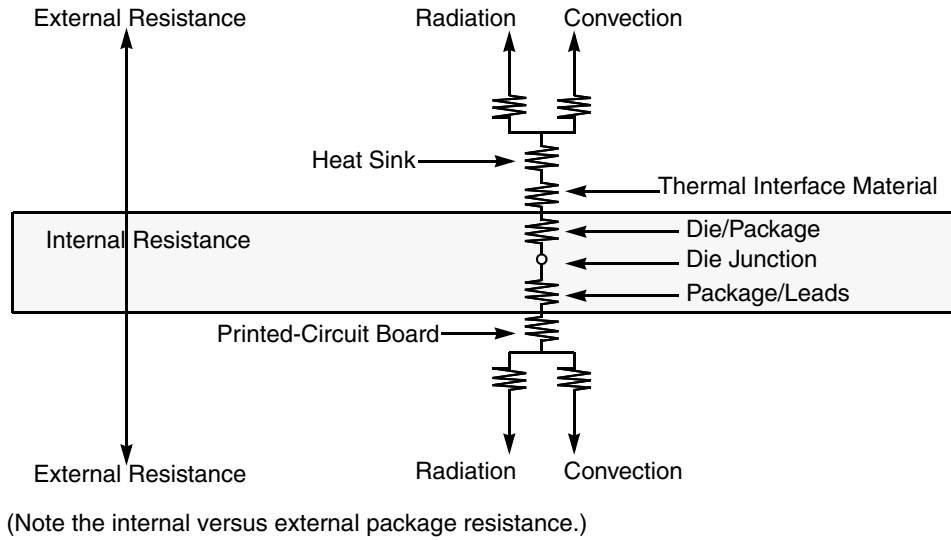 External Resistance
Radiation
Convection
Heat Sink
Thermal Interface Material
Internal Resistance
Die/Package
Die Junction
Package/Leads
Printed-Circuit Board
External Resistance
Radiation
Convection
(Note the internal versus external package resistance.)